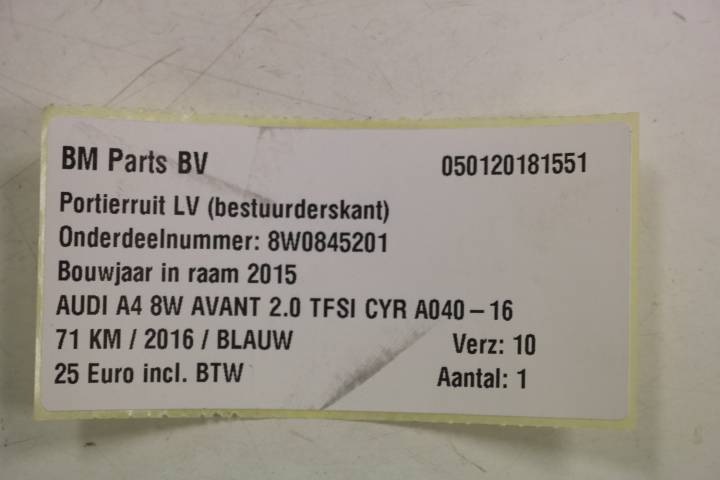 BM Parts BV 050120181551
Portierruit LV (bestuurderskant)
Onderdeelnummer: 8W0845201
Bouwjaar in raam 2015
AUDI A4 8W AVANT 2.0 TFSI CYR A040 – 16
71 KM / 2016 / BLAUW Verz: 10
25 Euro incl. BTW Aantal: 1